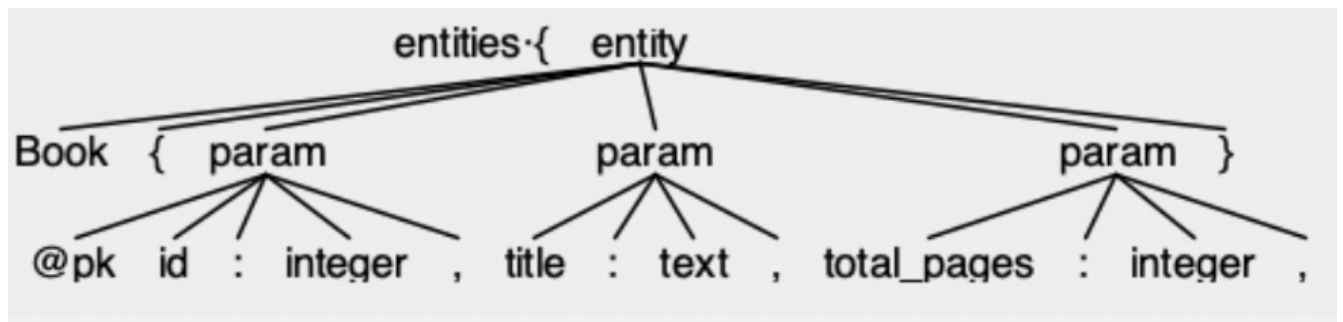 entities·{ entity
Book { param param param }
@pk id : integer , title : text , total_pages : integer ,